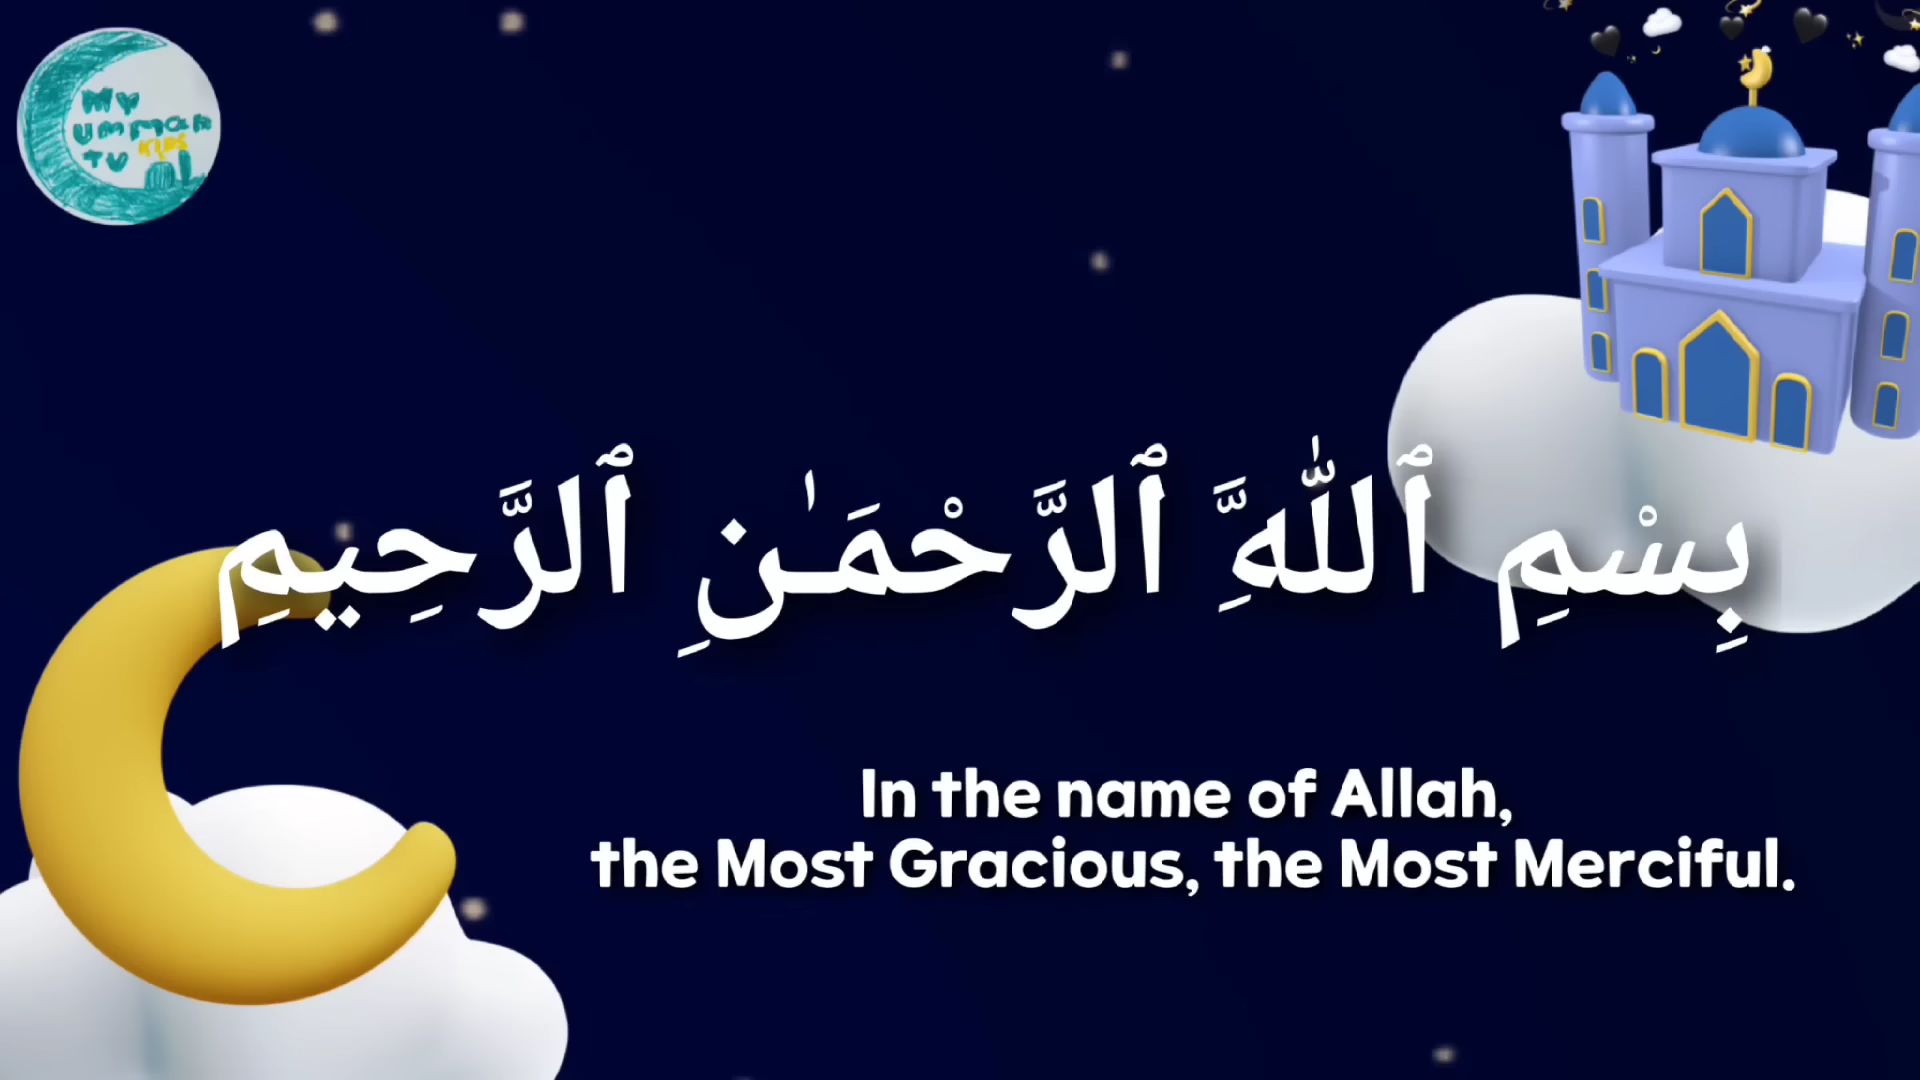 MY
UMMAH
KIDS
TV
بِسْمِ ٱللَّهِ ٱلرَّحْمَـٰنِ ٱلرَّحِيمِ
In the name of Allah,
the Most Gracious, the Most Merciful.